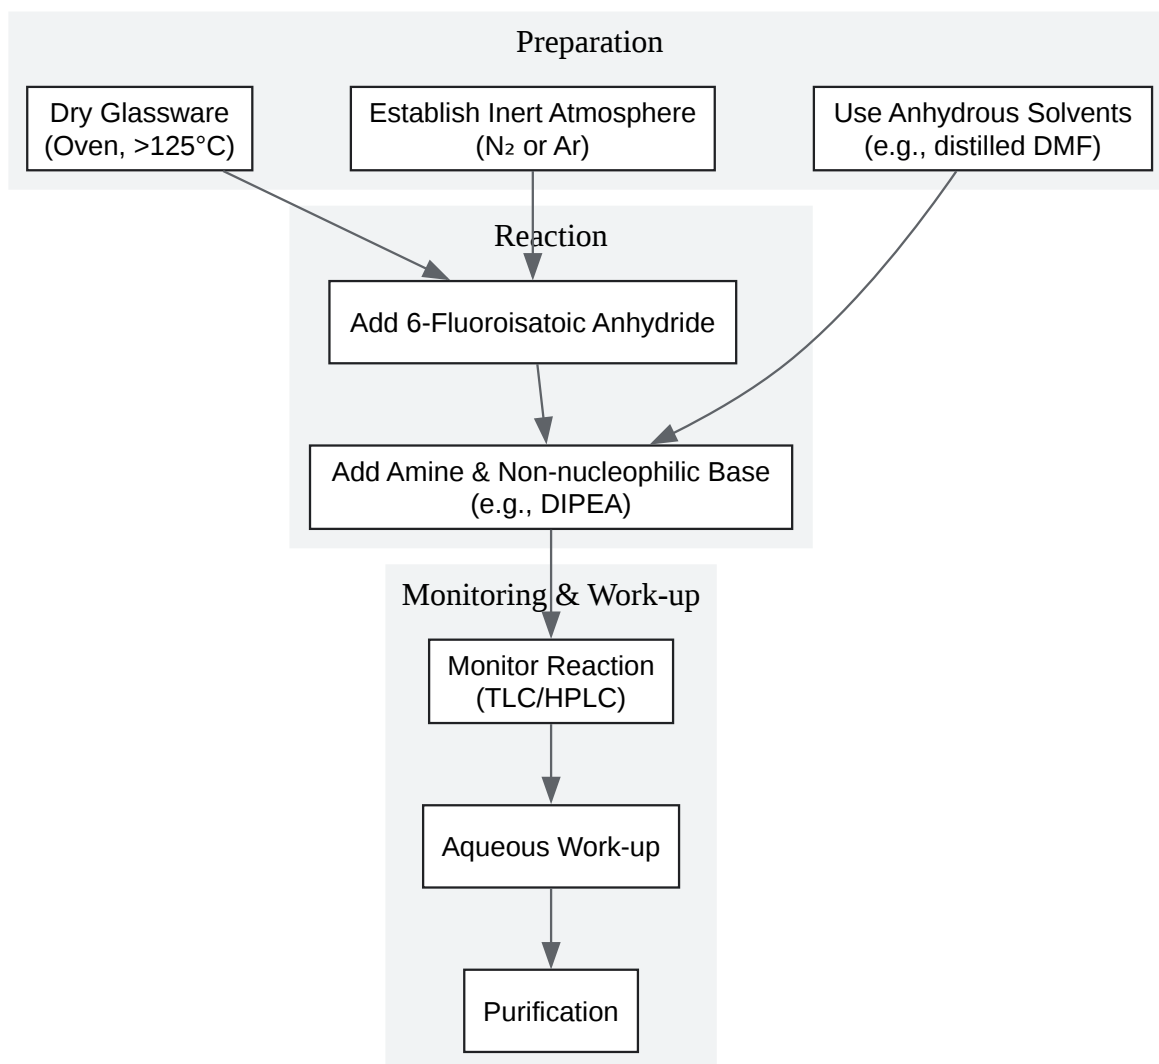 Preparation
Dry Glassware
(Oven, >125°C)
Establish Inert Atmosphere
(N₂ or Ar)
Use Anhydrous Solvents
(e.g., distilled DMF)
Reaction
Add 6-Fluoroisatoic Anhydride
Add Amine & Non-nucleophilic Base
(e.g., DIPEA)
Monitoring & Work-up
Monitor Reaction
(TLC/HPLC)
Aqueous Work-up
Purification